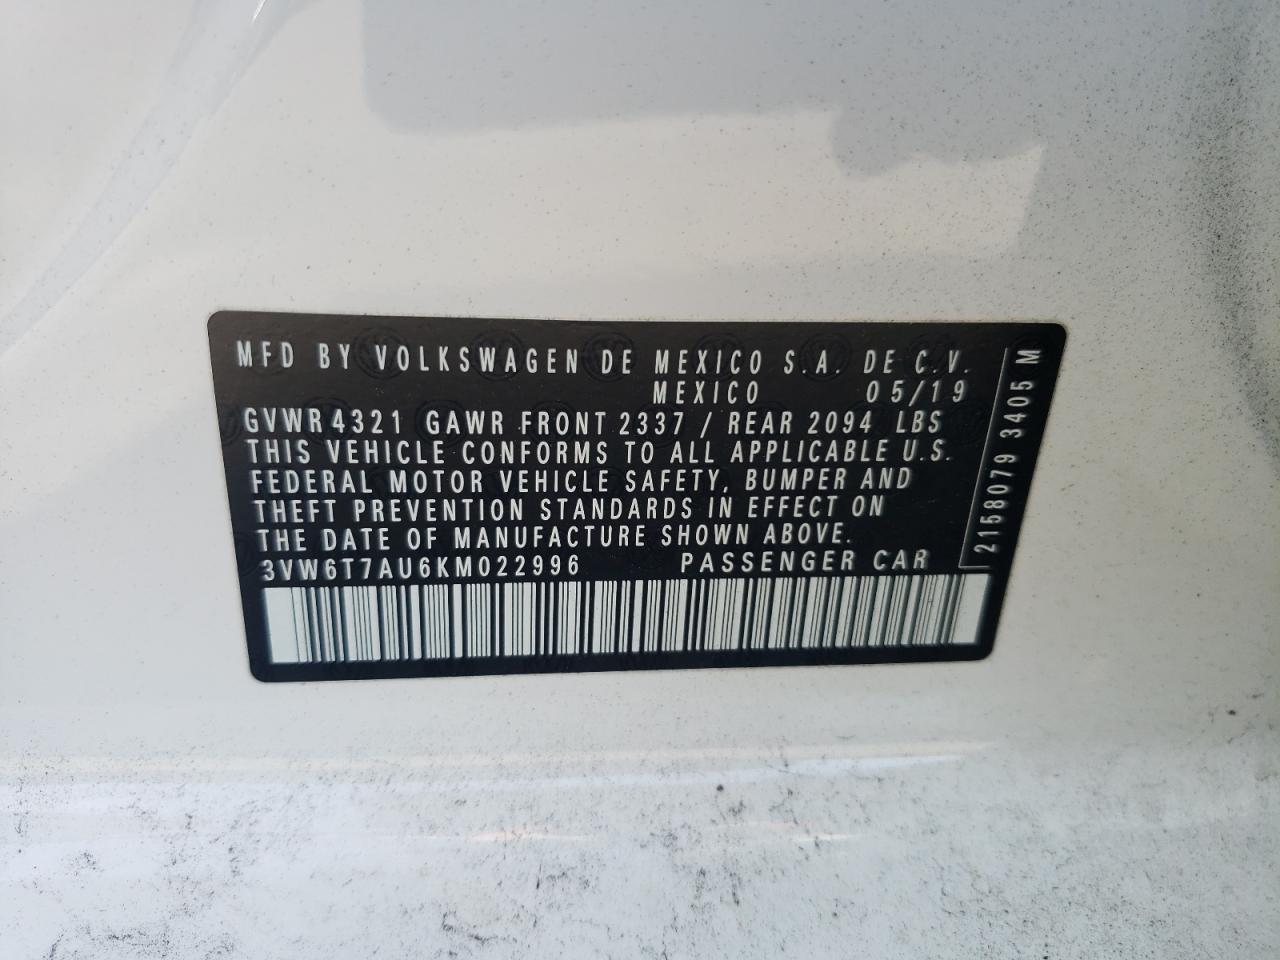 MFD BY VOLKSWAGEN DE MEXICO S.A. DE C.V.
MEXICO 05/19
GVWR 4321 GAWR FRONT 2337 / REAR 2094 LBS
THIS VEHICLE CONFORMS TO ALL APPLICABLE U.S.
FEDERAL MOTOR VEHICLE SAFETY, BUMPER AND
THEFT PREVENTION STANDARDS IN EFFECT ON
THE DATE OF MANUFACTURE SHOWN ABOVE.
3VW6T7AU6KM022996 PASSENGER CAR
2158079 3405 M